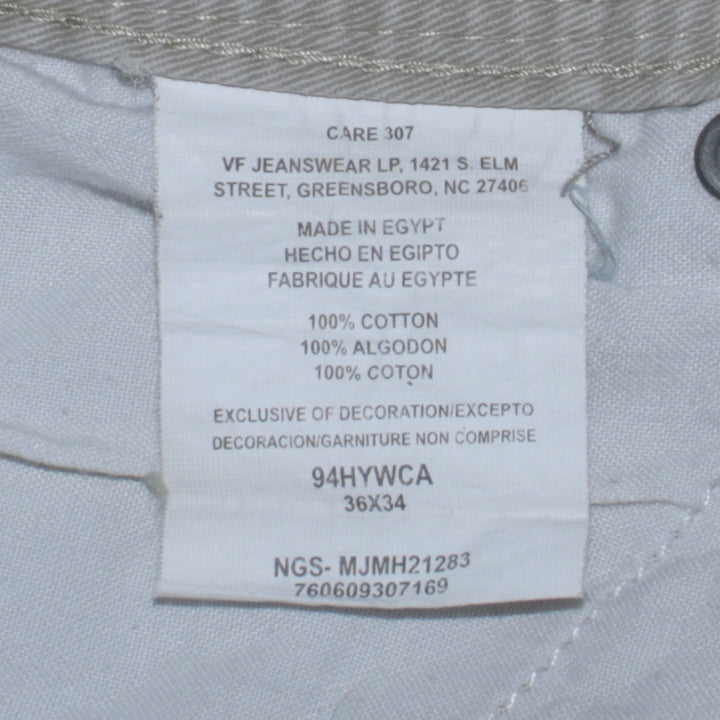 CARE 307
VF JEANSWEAR LP, 1421 S. ELM
STREET, GREENSBORO, NC 27406
MADE IN EGYPT
HECHO EN EGIPTO
FABRIQUE AU EGYPTE
100% COTTON
100% ALGODON
100% COTON
EXCLUSIVE OF DECORATION/EXCEPTO
DECORACION/GARNITURE NON COMPRISE
94HYWCA
36X34
NGS- MJMH21283
760609307169